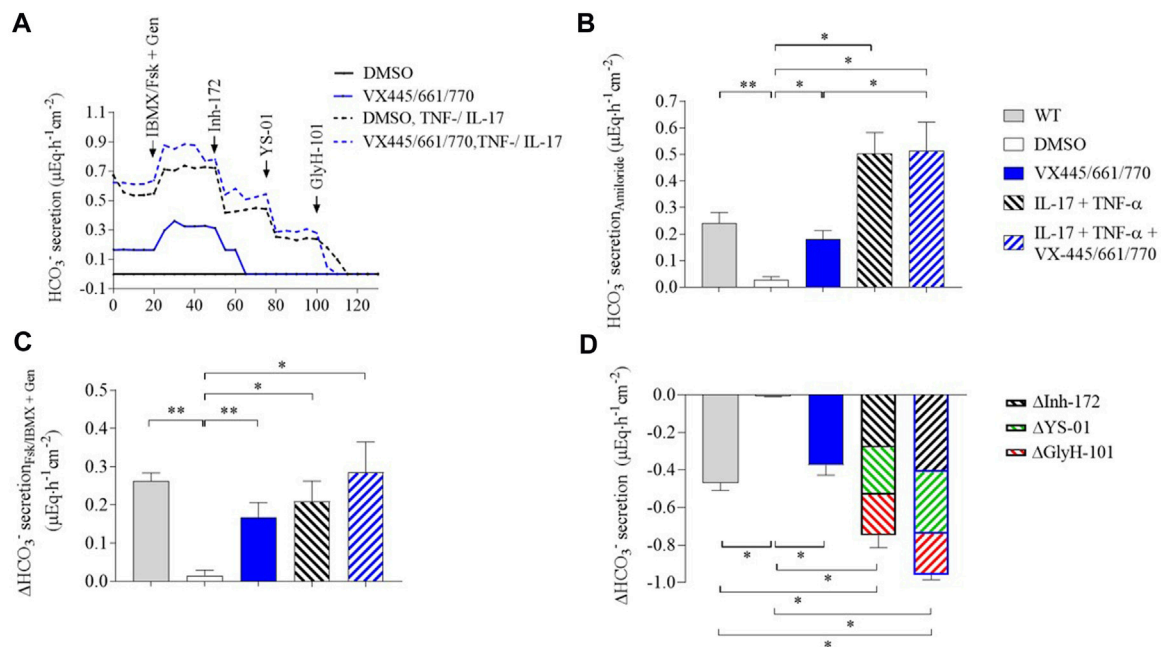 A
HCO₃⁻ secretion (µEq·h⁻¹cm⁻²)
1.1
0.9
0.7
0.5
0.3
0.1
-0.1
0
20
40
60
80
100
120
IBMX/Fsk + Gen
Inh-172
YS-01
GlyH-101
DMSO
VX445/661/770
DMSO, TNF-/ IL-17
VX445/661/770,TNF-/ IL-17
B
HCO₃⁻ secretion_Amiloride (µEq·h⁻¹cm⁻²)
0.7
0.6
0.5
0.4
0.3
0.2
0.1
0.0
*
*
** * *
WT
DMSO
VX445/661/770
IL-17 + TNF-α
IL-17 + TNF-α +
VX-445/661/770
C
ΔHCO₃⁻ secretion_Fsk/IBMX + Gen
(µEq·h⁻¹cm⁻²)
0.5
0.4
0.3
0.2
0.1
0.0
*
*
** **
D
ΔHCO₃⁻ secretion (µEq·h⁻¹cm⁻²)
0.0
-0.2
-0.4
-0.6
-0.8
-1.0
* *
*
*
*
*
ΔInh-172
ΔYS-01
ΔGlyH-101